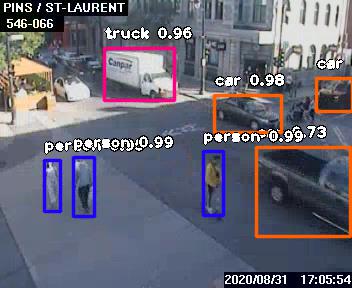 PINS / ST-LAURENT
546-066
truck 0.96
Canpar
car 0.98
car
person 0.99
person 0.99
.73
2020/08/31 17:05:54